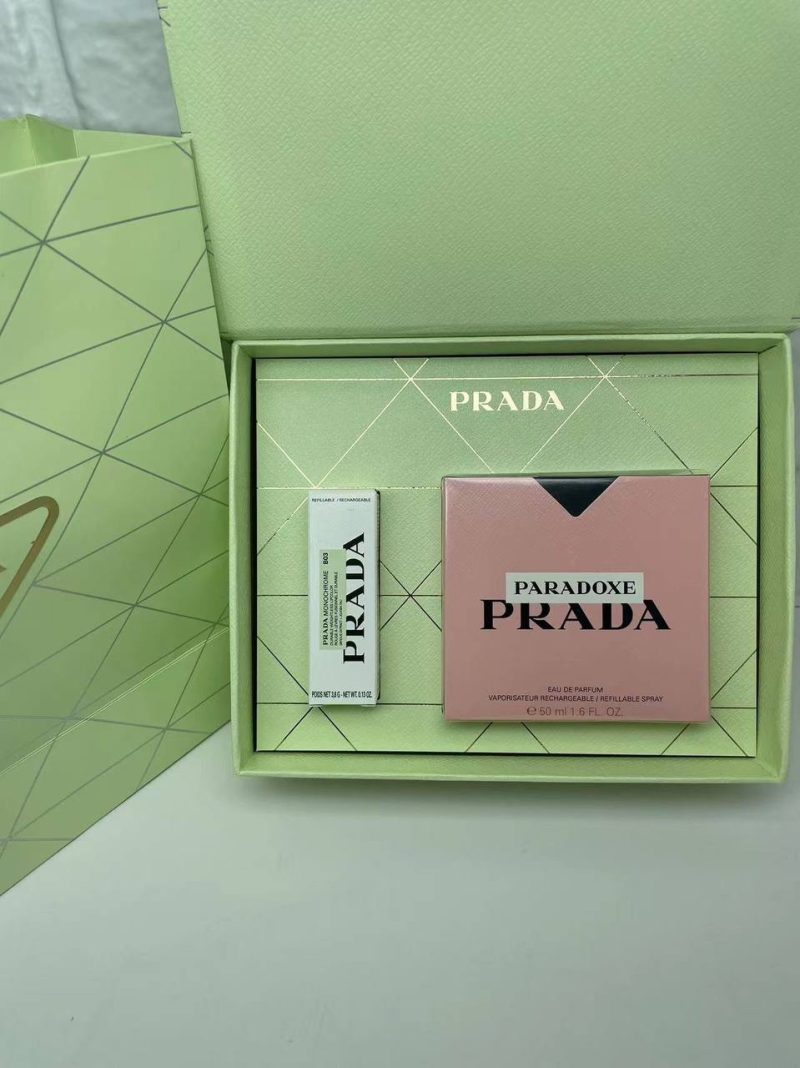 PRADA
REFILLABLE / RECHARGEABLE
PRADA MONOCHROME B03
PRADA
POIDS NET 3.8 G - NET WT. 0.13 OZ.
PARADOXE
PRADA
EAU DE PARFUM
VAPORISATEUR RECHARGEABLE / REFILLABLE SPRAY
℮ 50 ml 1.6 FL. OZ.